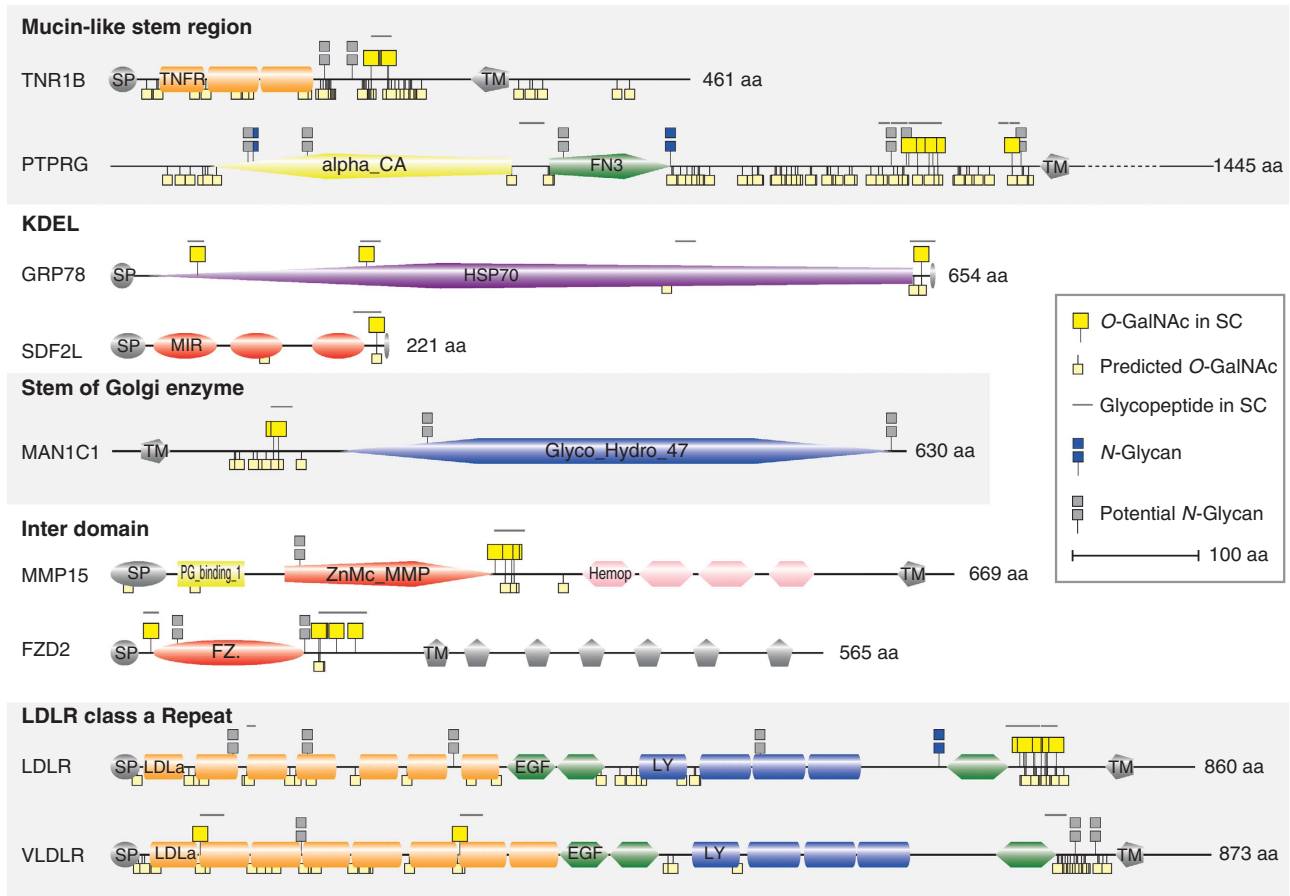 Mucin-like stem region
TNR1B SP TNFR TM 461 aa
PTPRG alpha_CA FN3 TM 1445 aa
KDEL
GRP78 SP HSP70 654 aa
SDF2L SP MIR 221 aa
Stem of Golgi enzyme
MAN1C1 TM Glyco_Hydro_47 630 aa
Inter domain
MMP15 SP PG_binding_1 ZnMc_MMP Hemop TM 669 aa
FZD2 SP FZ. TM 565 aa
LDLR class a Repeat
LDLR SP LDLa EGF LY TM 860 aa
VLDLR SP LDLa EGF LY TM 873 aa
O-GalNAc in SC
Predicted O-GalNAc
Glycopeptide in SC
N-Glycan
Potential N-Glycan
100 aa